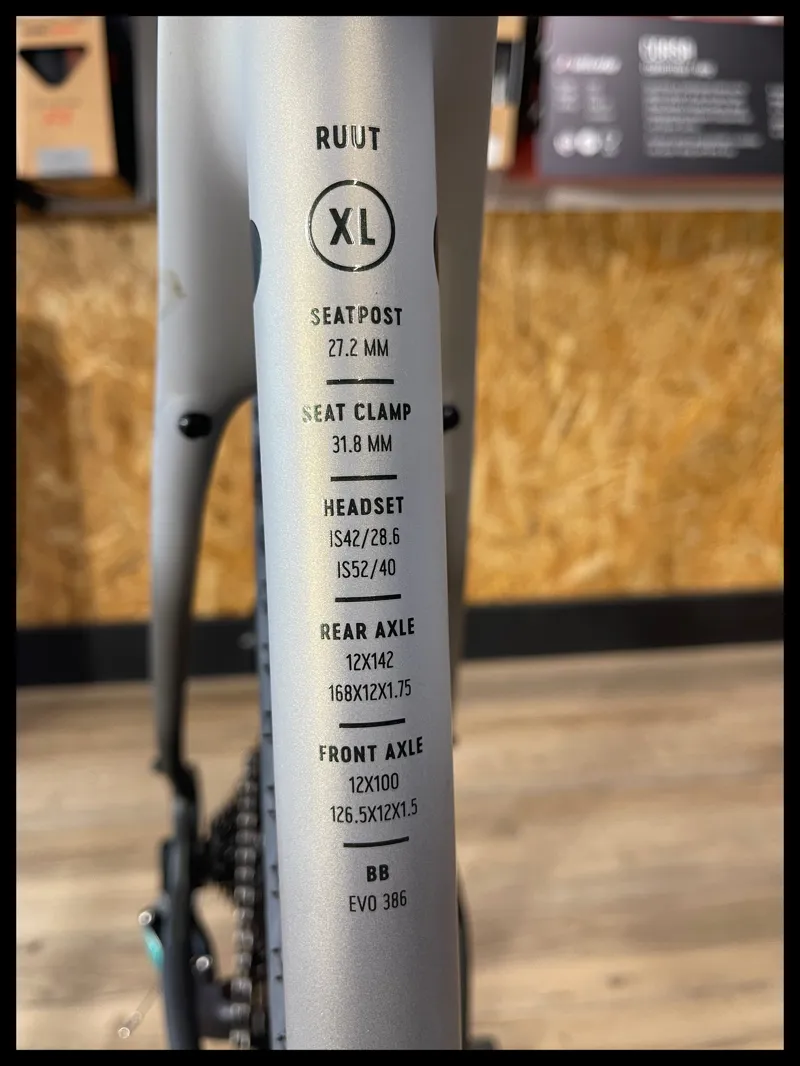 RUUT
XL
SEATPOST
27.2 MM
SEAT CLAMP
31.8 MM
HEADSET
IS42/28.6
IS52/40
REAR AXLE
12X142
168X12X1.75
FRONT AXLE
12X100
126.5X12X1.5
BB
EVO 386